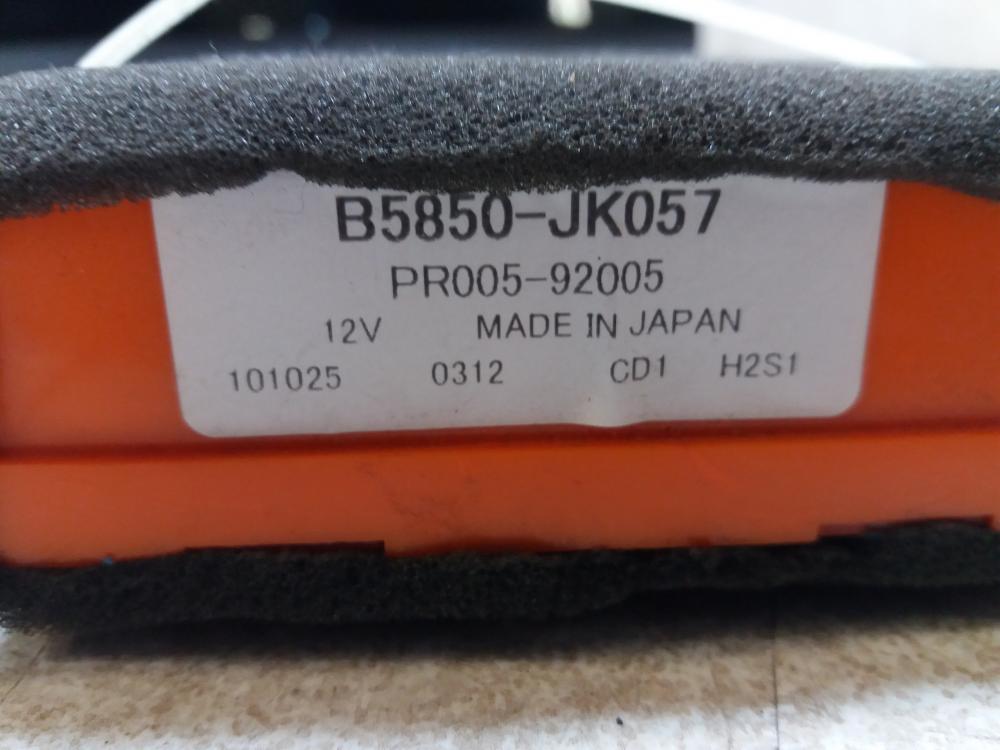 B5850-JK057
PR005-92005
12V MADE IN JAPAN
101025 0312 CD1 H2S1